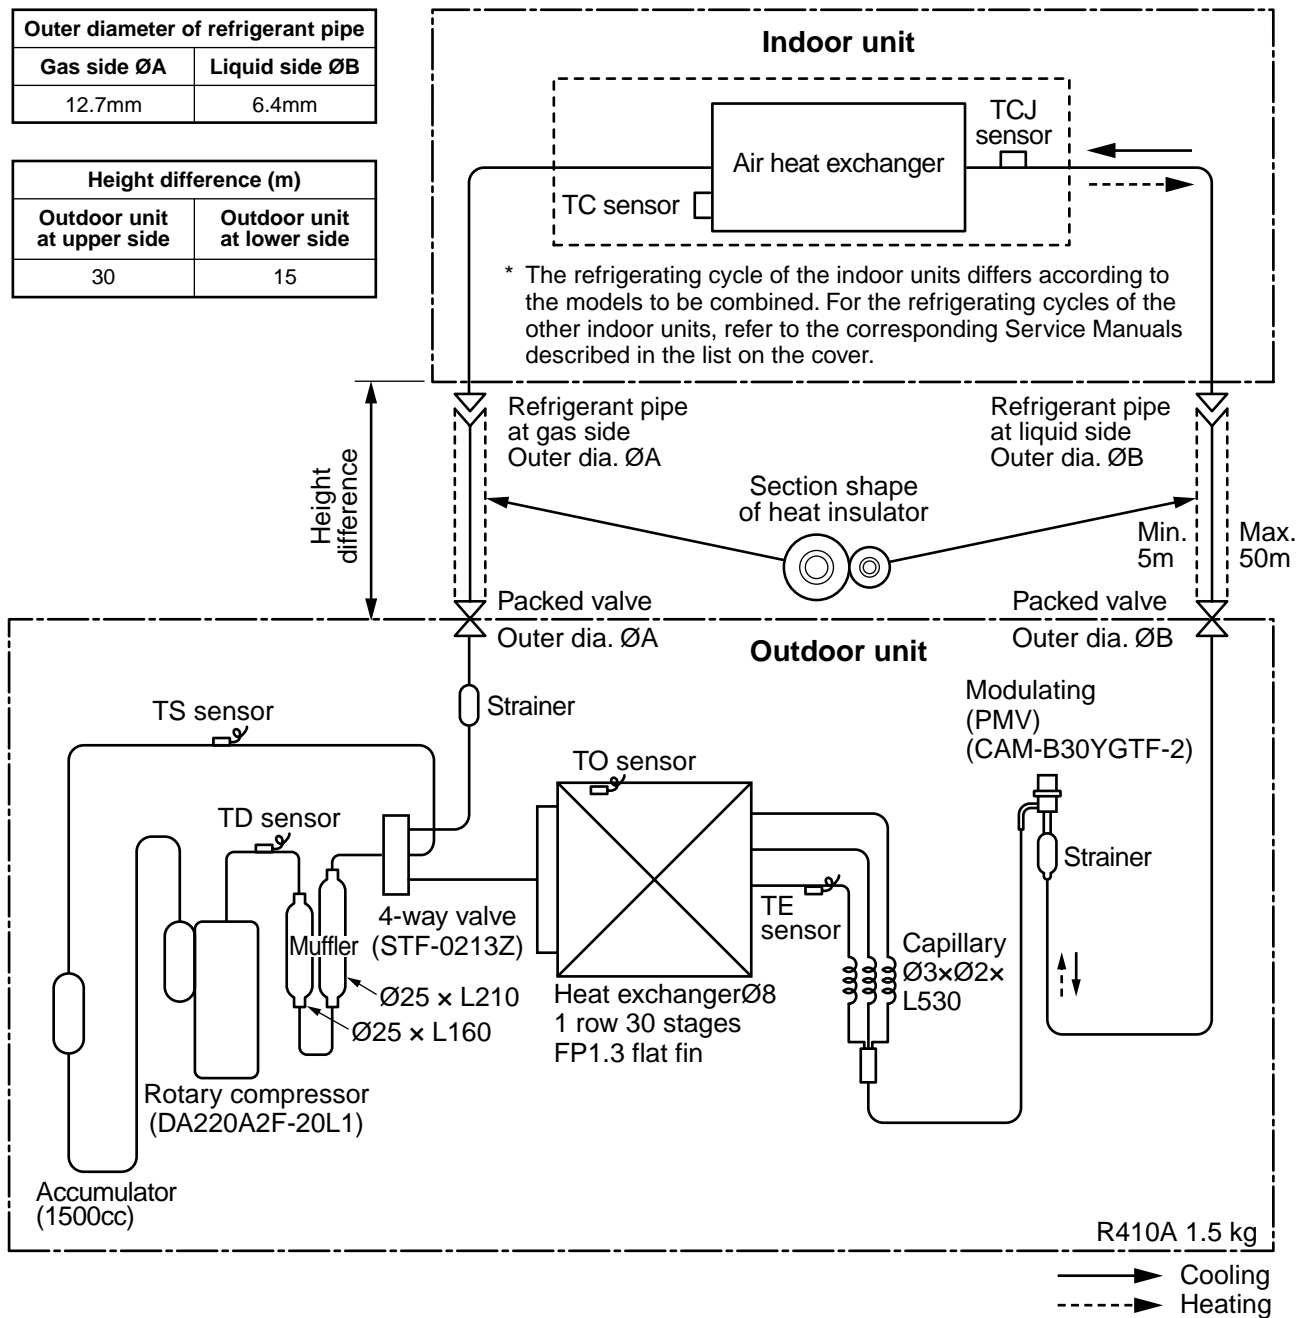 Outer diameter of refrigerant pipe
Gas side ØA
Liquid side ØB
12.7mm
6.4mm
Height difference (m)
Outdoor unit
at upper side
Outdoor unit
at lower side
30
15
Indoor unit
TCJ
sensor
Air heat exchanger
TC sensor
* The refrigerating cycle of the indoor units differs according to
the models to be combined. For the refrigerating cycles of the
other indoor units, refer to the corresponding Service Manuals
described in the list on the cover.
Height
difference
Refrigerant pipe
at gas side
Outer dia. ØA
Refrigerant pipe
at liquid side
Outer dia. ØB
Section shape
of heat insulator
Min.
5m
Max.
50m
Packed valve
Outer dia. ØA
Packed valve
Outer dia. ØB
Outdoor unit
Strainer
TS sensor
TO sensor
Modulating
(PMV)
(CAM-B30YGTF-2)
TD sensor
Strainer
4-way valve
(STF-0213Z)
Muffler
TE
sensor
Capillary
Ø3×Ø2×
L530
Ø25 × L210
Ø25 × L160
Heat exchangerØ8
1 row 30 stages
FP1.3 flat fin
Rotary compressor
(DA220A2F-20L1)
Accumulator
(1500cc)
R410A 1.5 kg
Cooling
Heating